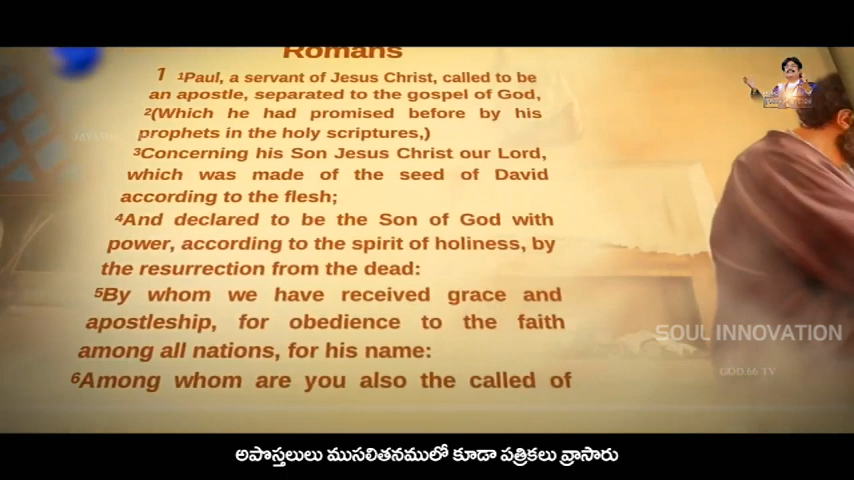 Romans
1 1Paul, a servant of Jesus Christ, called to be
an apostle, separated to the gospel of God,
2(Which he had promised before by his
prophets in the holy scriptures,)
3Concerning his Son Jesus Christ our Lord,
which was made of the seed of David
according to the flesh;
4And declared to be the Son of God with
power, according to the spirit of holiness, by
the resurrection from the dead:
5By whom we have received grace and
apostleship, for obedience to the faith
among all nations, for his name:
6Among whom are you also the called of
SOUL INNOVATION
GOD.66 TV
అపొస్తలులు ముసలితనములో కూడా పత్రికలు వ్రాసారు